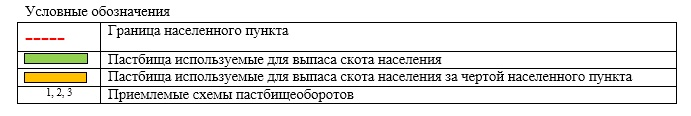 Условные обозначения
Граница населенного пункта
Пастбища используемые для выпаса скота населения
Пастбища используемые для выпаса скота населения за чертой населенного пункта
1, 2, 3 Приемлемые схемы пастбищеоборотов